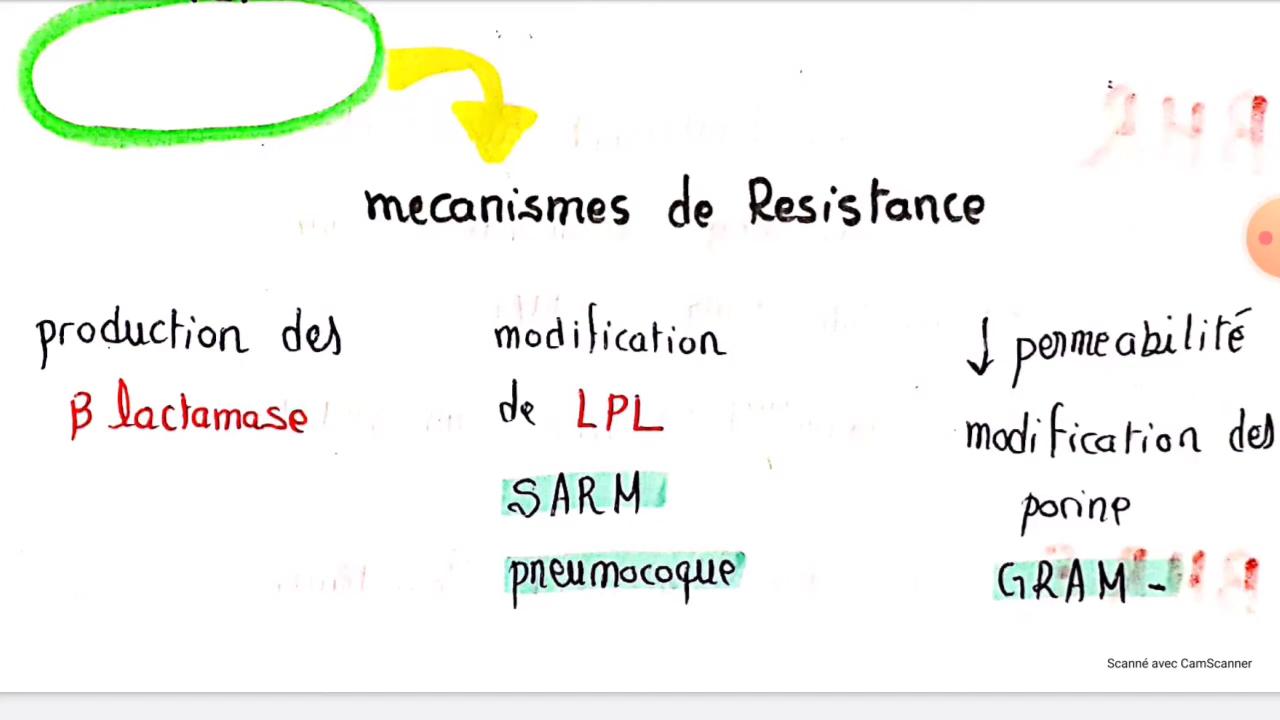 mecanismes de Resistance
production des
β lactamase
modification
de LPL
SARM
pneumocoque
↓ permeabilité
modification des
porine
GRAM -
Scanné avec CamScanner